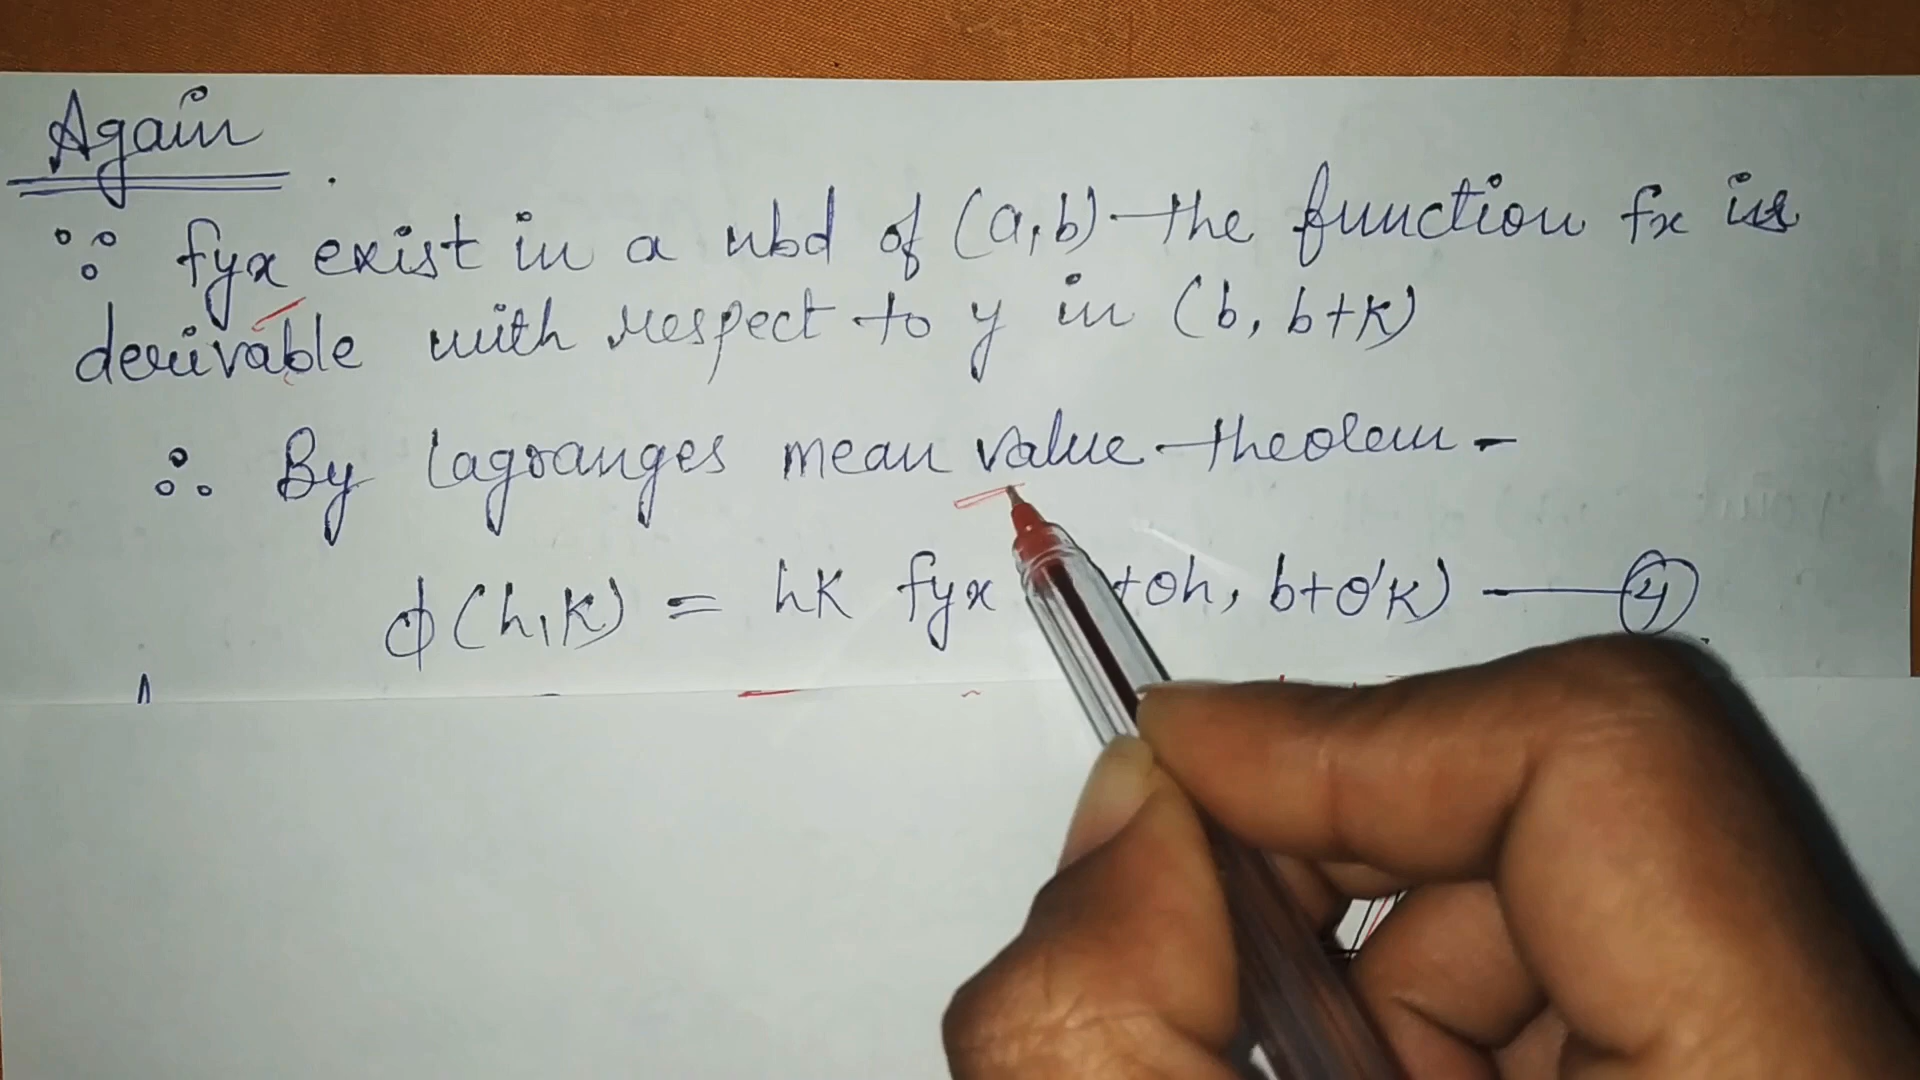 Again
∵ fyx exist in a nbd of (a,b) the function fx is
derivable with respect to y in (b, b+k)
∴ By Lagranges mean value theorem -
ϕ(h,k) = hk fyx +θh, b+θ'k) — ④